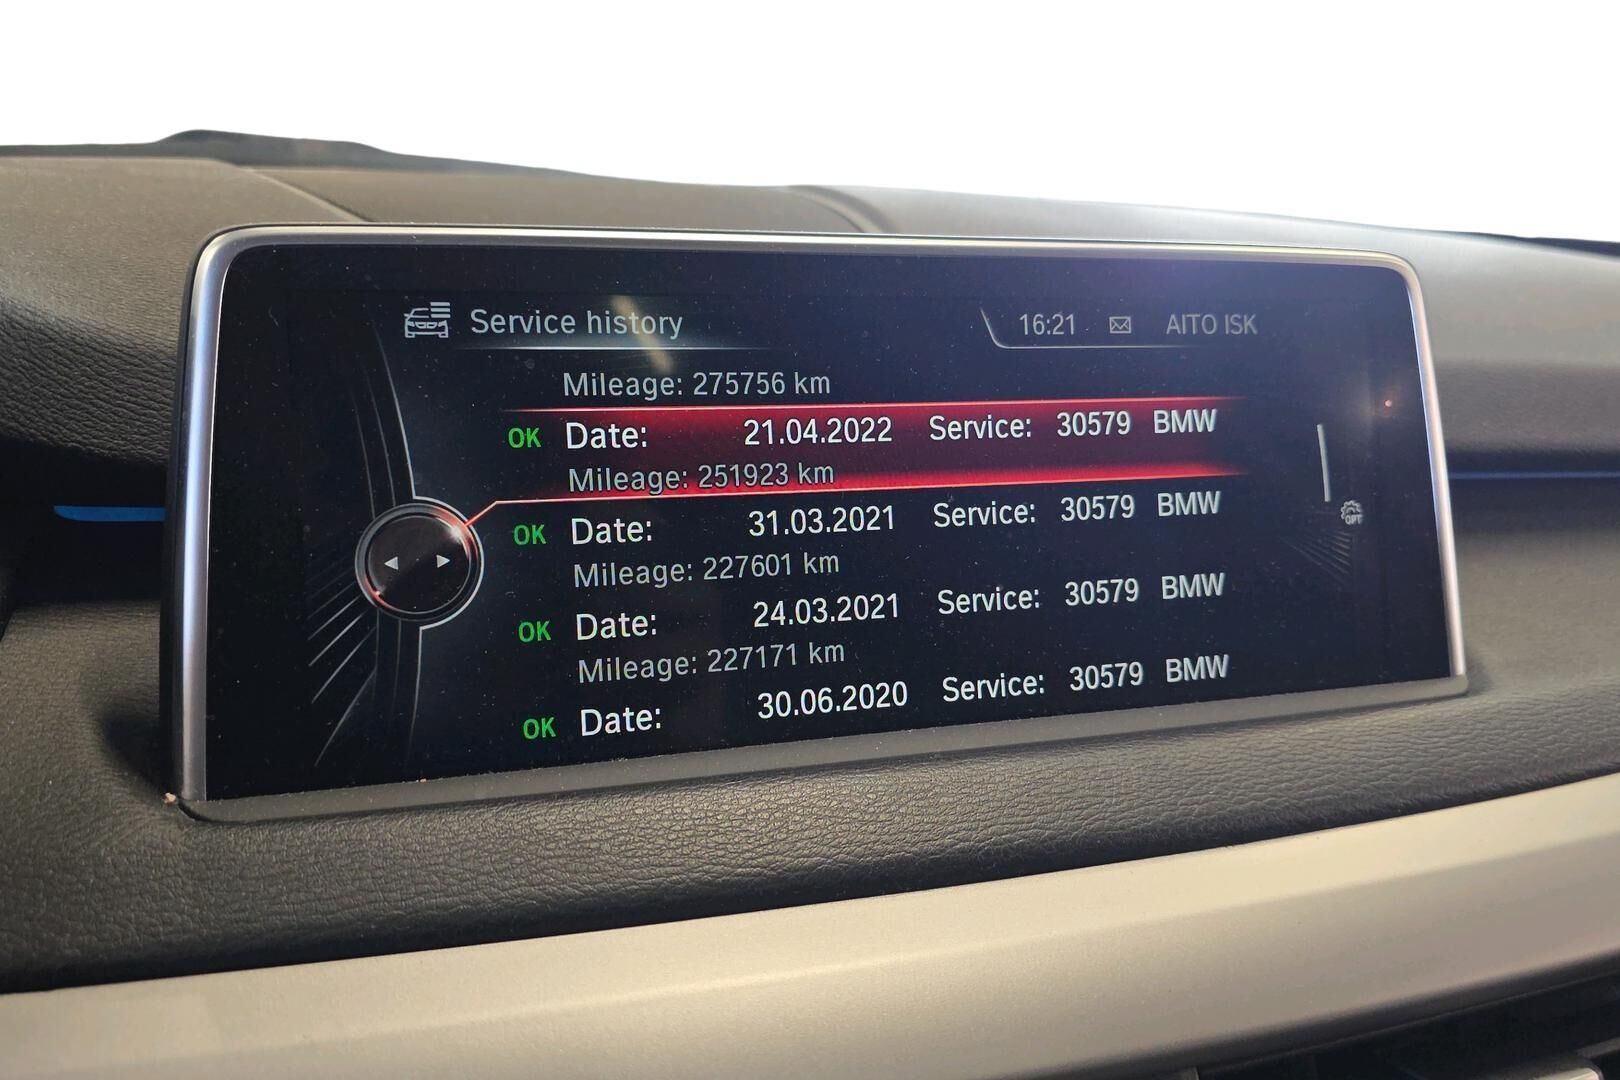 Service history 16:21 AITO ISK
Mileage: 275756 km
OK Date: 21.04.2022 Service: 30579 BMW
Mileage: 251923 km
OK Date: 31.03.2021 Service: 30579 BMW
Mileage: 227601 km
OK Date: 24.03.2021 Service: 30579 BMW
Mileage: 227171 km
OK Date: 30.06.2020 Service: 30579 BMW
OPT